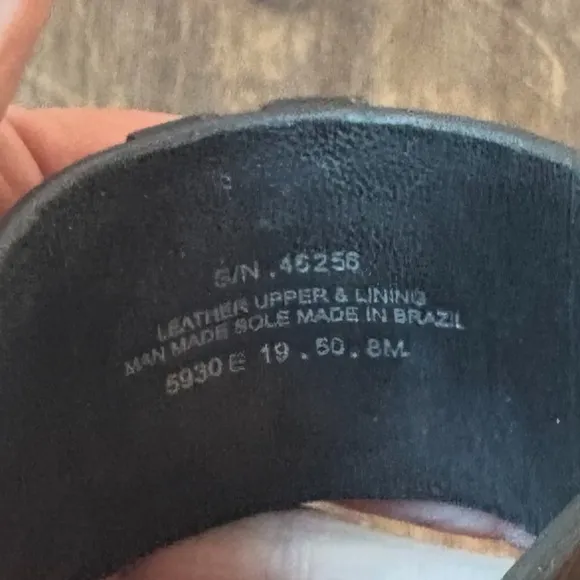 S/N .46256
LEATHER UPPER & LINING
MAN MADE SOLE MADE IN BRAZIL
5930 E 19 . 50 . 8M.